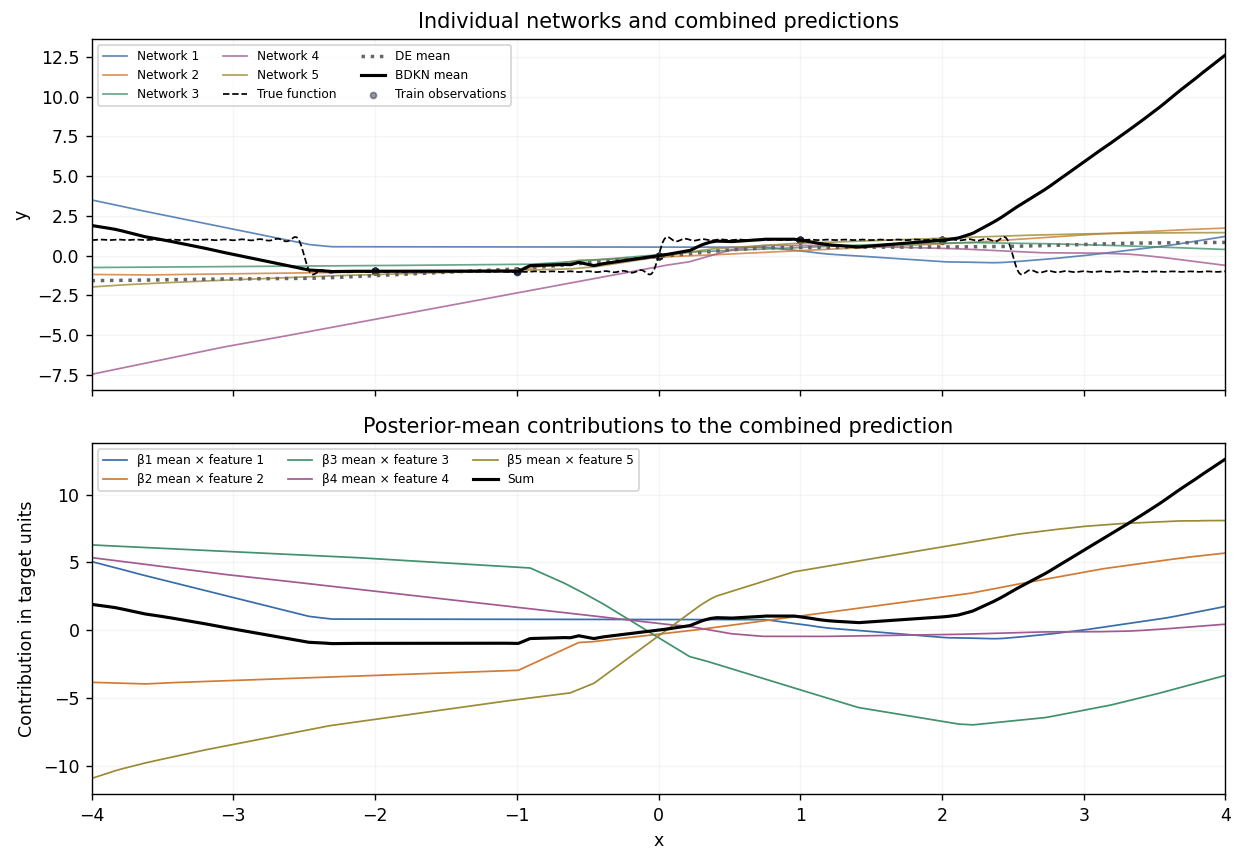 Individual networks and combined predictions
Network 1
Network 2
Network 3
Network 4
Network 5
True function
DE mean
BDKN mean
Train observations
12.5
10.0
7.5
5.0
2.5
0.0
−2.5
−5.0
−7.5
y
Posterior-mean contributions to the combined prediction
β1 mean × feature 1
β2 mean × feature 2
β3 mean × feature 3
β4 mean × feature 4
β5 mean × feature 5
Sum
10
5
0
−5
−10
Contribution in target units
−4 −3 −2 −1 0 1 2 3 4
x